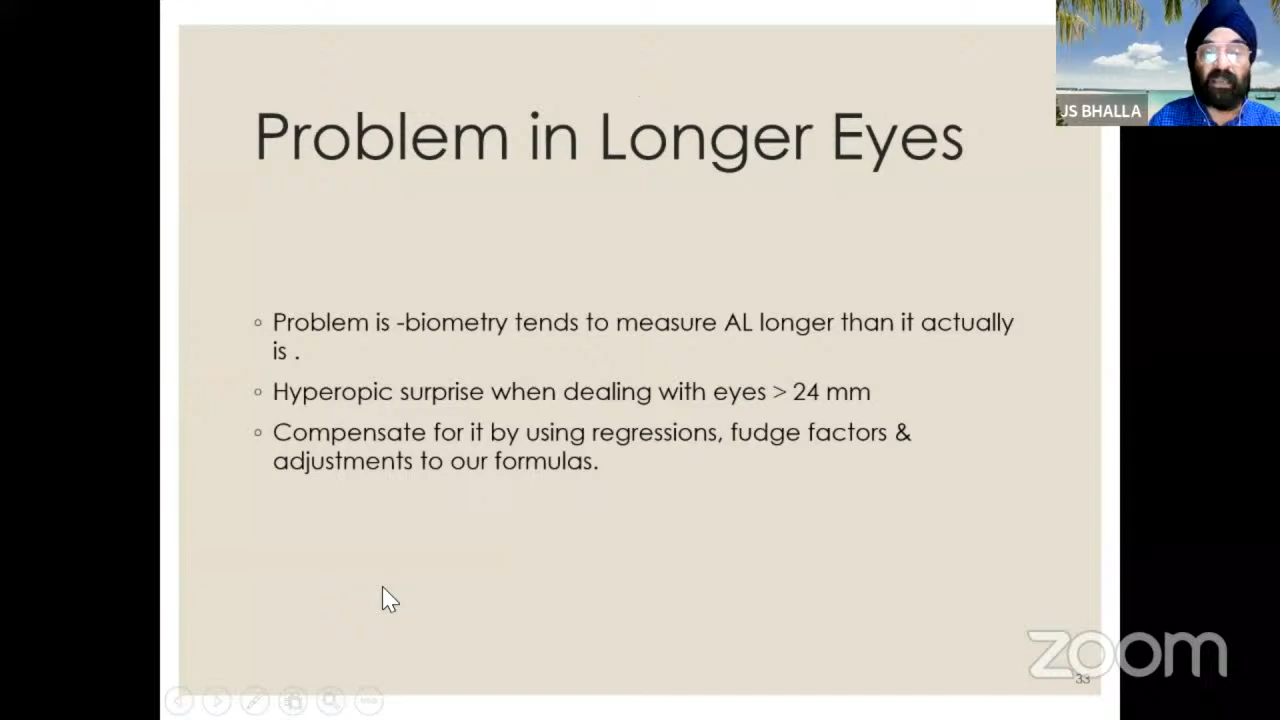 JS BHALLA
Problem in Longer Eyes
◦ Problem is -biometry tends to measure AL longer than it actually
is .
◦ Hyperopic surprise when dealing with eyes > 24 mm
◦ Compensate for it by using regressions, fudge factors &
adjustments to our formulas.
zoom
33